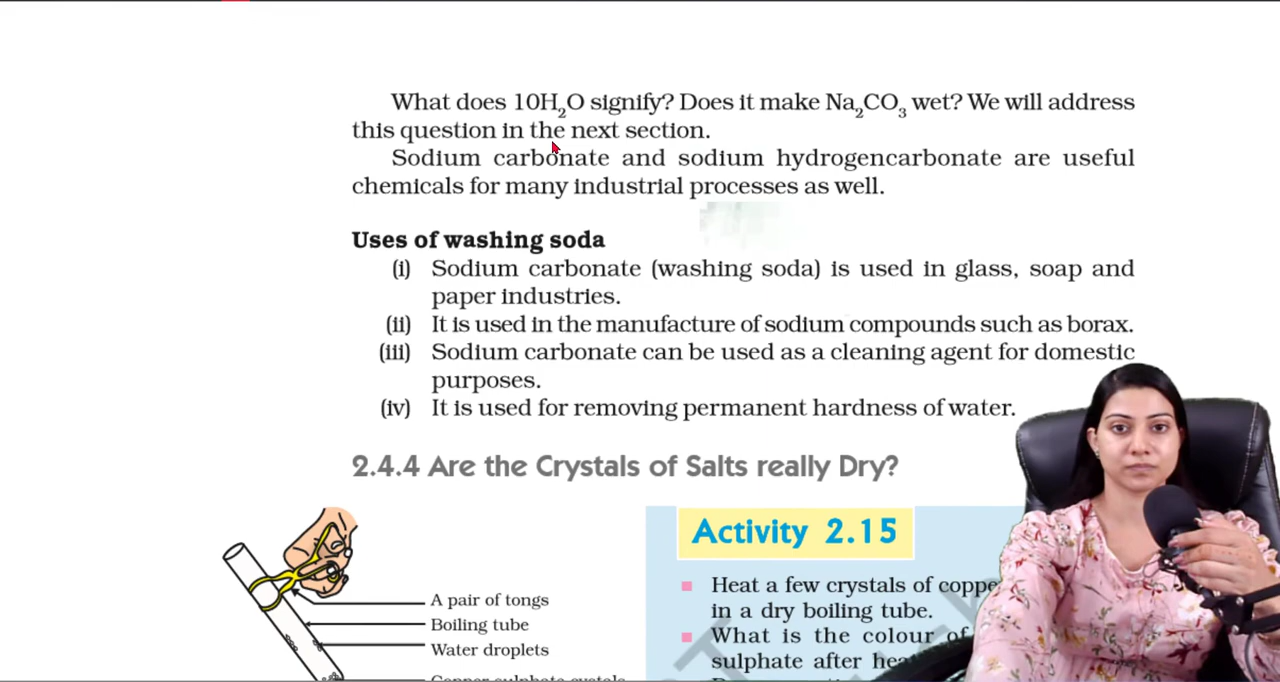 What does 10H₂O signify? Does it make Na₂CO₃ wet? We will address
this question in the next section.
Sodium carbonate and sodium hydrogencarbonate are useful
chemicals for many industrial processes as well.
Uses of washing soda
(i) Sodium carbonate (washing soda) is used in glass, soap and
paper industries.
(ii) It is used in the manufacture of sodium compounds such as borax.
(iii) Sodium carbonate can be used as a cleaning agent for domestic
purposes.
(iv) It is used for removing permanent hardness of water.
2.4.4 Are the Crystals of Salts really Dry?
A pair of tongs
Boiling tube
Water droplets
Activity 2.15
Heat a few crystals of coppe
in a dry boiling tube.
What is the colour of
sulphate after hea